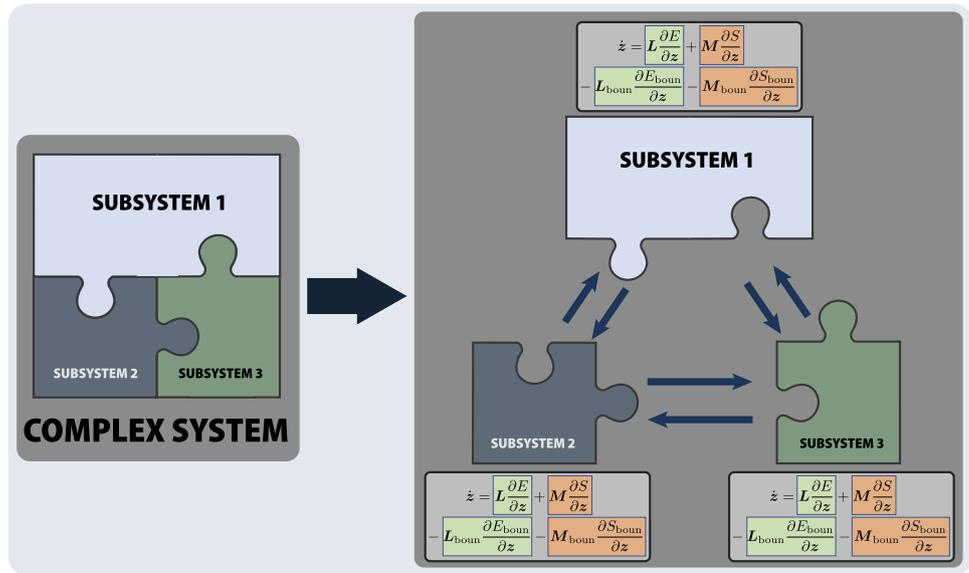 ż = L ∂E/∂z + M ∂S/∂z
− L_boun ∂E_boun/∂z − M_boun ∂S_boun/∂z
SUBSYSTEM 1
SUBSYSTEM 1
SUBSYSTEM 2
SUBSYSTEM 3
COMPLEX SYSTEM
SUBSYSTEM 2
SUBSYSTEM 3
ż = L ∂E/∂z + M ∂S/∂z
− L_boun ∂E_boun/∂z − M_boun ∂S_boun/∂z
ż = L ∂E/∂z + M ∂S/∂z
− L_boun ∂E_boun/∂z − M_boun ∂S_boun/∂z